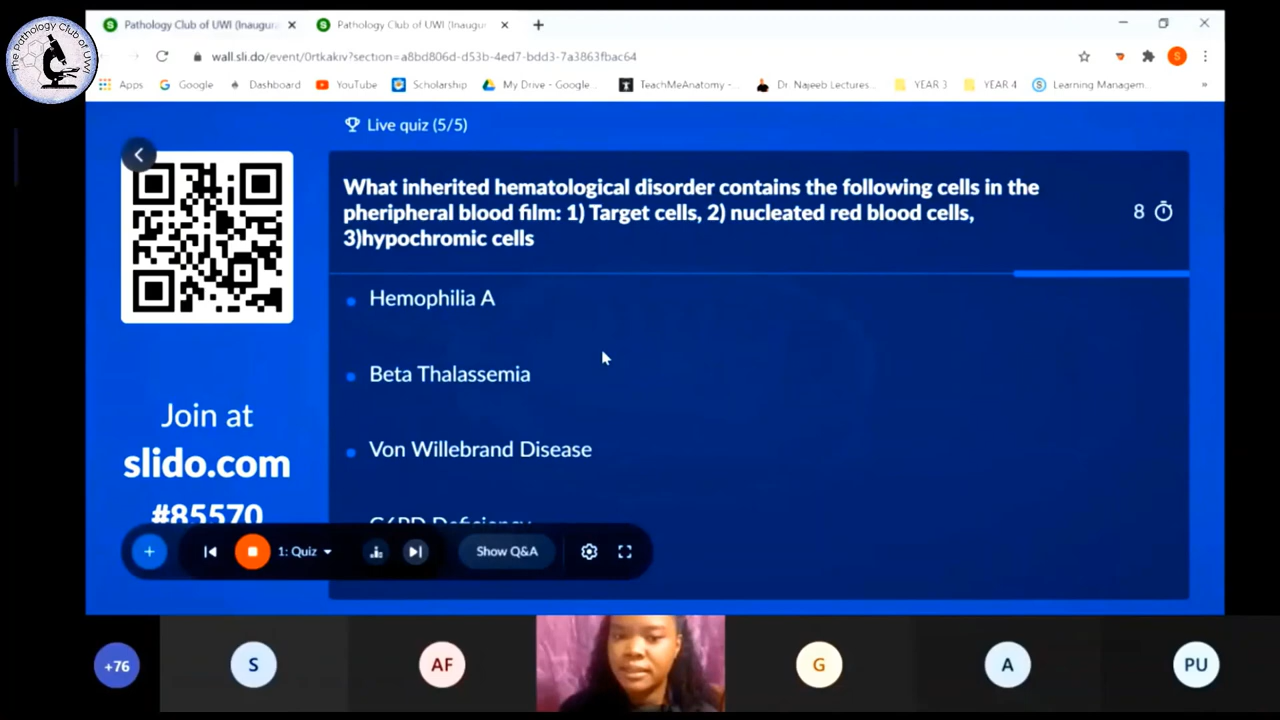 The Pathology Club of UWI
Pathology Club of UWI (Inaugura
Pathology Club of UWI (Inaugur
wall.sli.do/event/0rtkakıv?section=a8bd806d-d53b-4ed7-bdd3-7a3863fbac64
S
Apps
Google
Dashboard
YouTube
Scholarship
My Drive - Google ...
TeachMeAnatomy -...
Dr. Najeeb Lectures...
YEAR 3
YEAR 4
Learning Managem...
Live quiz (5/5)
What inherited hematological disorder contains the following cells in the
pheripheral blood film: 1) Target cells, 2) nucleated red blood cells,
3)hypochromic cells
8
Hemophilia A
Beta Thalassemia
Von Willebrand Disease
G6PD Deficiency
Join at
slido.com
#85570
1: Quiz
Show Q&A
+76
S
AF
G
A
PU